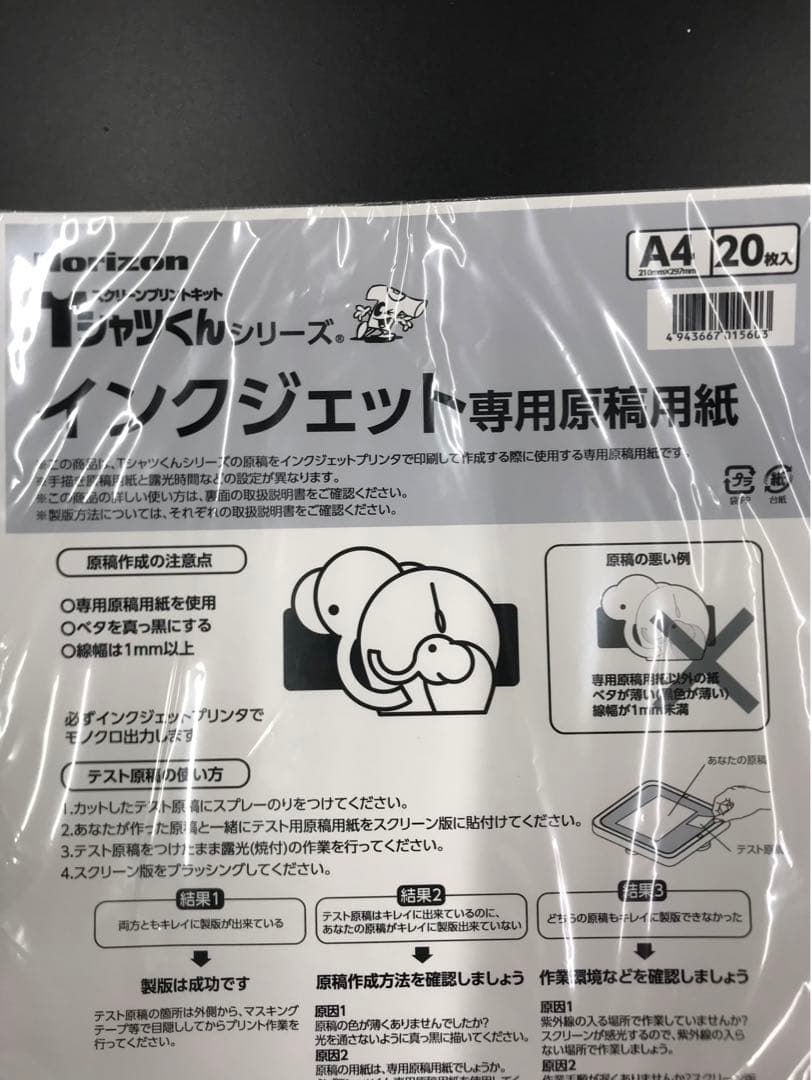 Horizon
A4
210mm×297mm
20枚入
スクリーンプリントキット
Tシャツくんシリーズ®
4 943667 015603
インクジェット専用原稿用紙
※この商品は、Tシャツくんシリーズの原稿をインクジェットプリンタで印刷して作成する際に使用する専用原稿用紙です。
※手描き原稿用紙と露光時間などの設定が異なります。
※この商品の詳しい使い方は、裏面の取扱説明書をご確認ください。
※製版方法については、それぞれの取扱説明書をご確認ください。
プラ
袋:PP
紙
台紙
原稿作成の注意点
○専用原稿用紙を使用
○ベタを真っ黒にする
○線幅は1mm以上
必ずインクジェットプリンタで
モノクロ出力します
原稿の悪い例
専用原稿用紙以外の紙
ベタが薄い(黒色が薄い)
線幅が1mm未満
テスト原稿の使い方
1.カットしたテスト原稿にスプレーのりをつけてください。
2.あなたが作った原稿と一緒にテスト用原稿用紙をスクリーン版に貼付けてください。
3.テスト原稿をつけたまま露光(焼付)の作業を行ってください。
4.スクリーン版をブラッシングしてください。
あなたの原稿
テスト原稿
結果1
両方ともキレイに製版が出来ている
製版は成功です
テスト原稿の箇所は外側から、マスキング
テープ等で目隠ししてからプリント作業を
行ってください。
結果2
テスト原稿はキレイに出来ているのに、
あなたの原稿がキレイに製版出来ていない
原稿作成方法を確認しましょう
原因1
原稿の色が薄くありませんでしたか?
光を通さないように真っ黒に描いてください。
原因2
原稿の用紙は、専用原稿用紙でしょうか。
結果3
どちらの原稿もキレイに製版できなかった
作業環境などを確認しましょう
原因1
紫外線の入る場所で作業していませんか?
スクリーンが感光するので、紫外線の入ら
ない場所で作業しましょう。
原因2